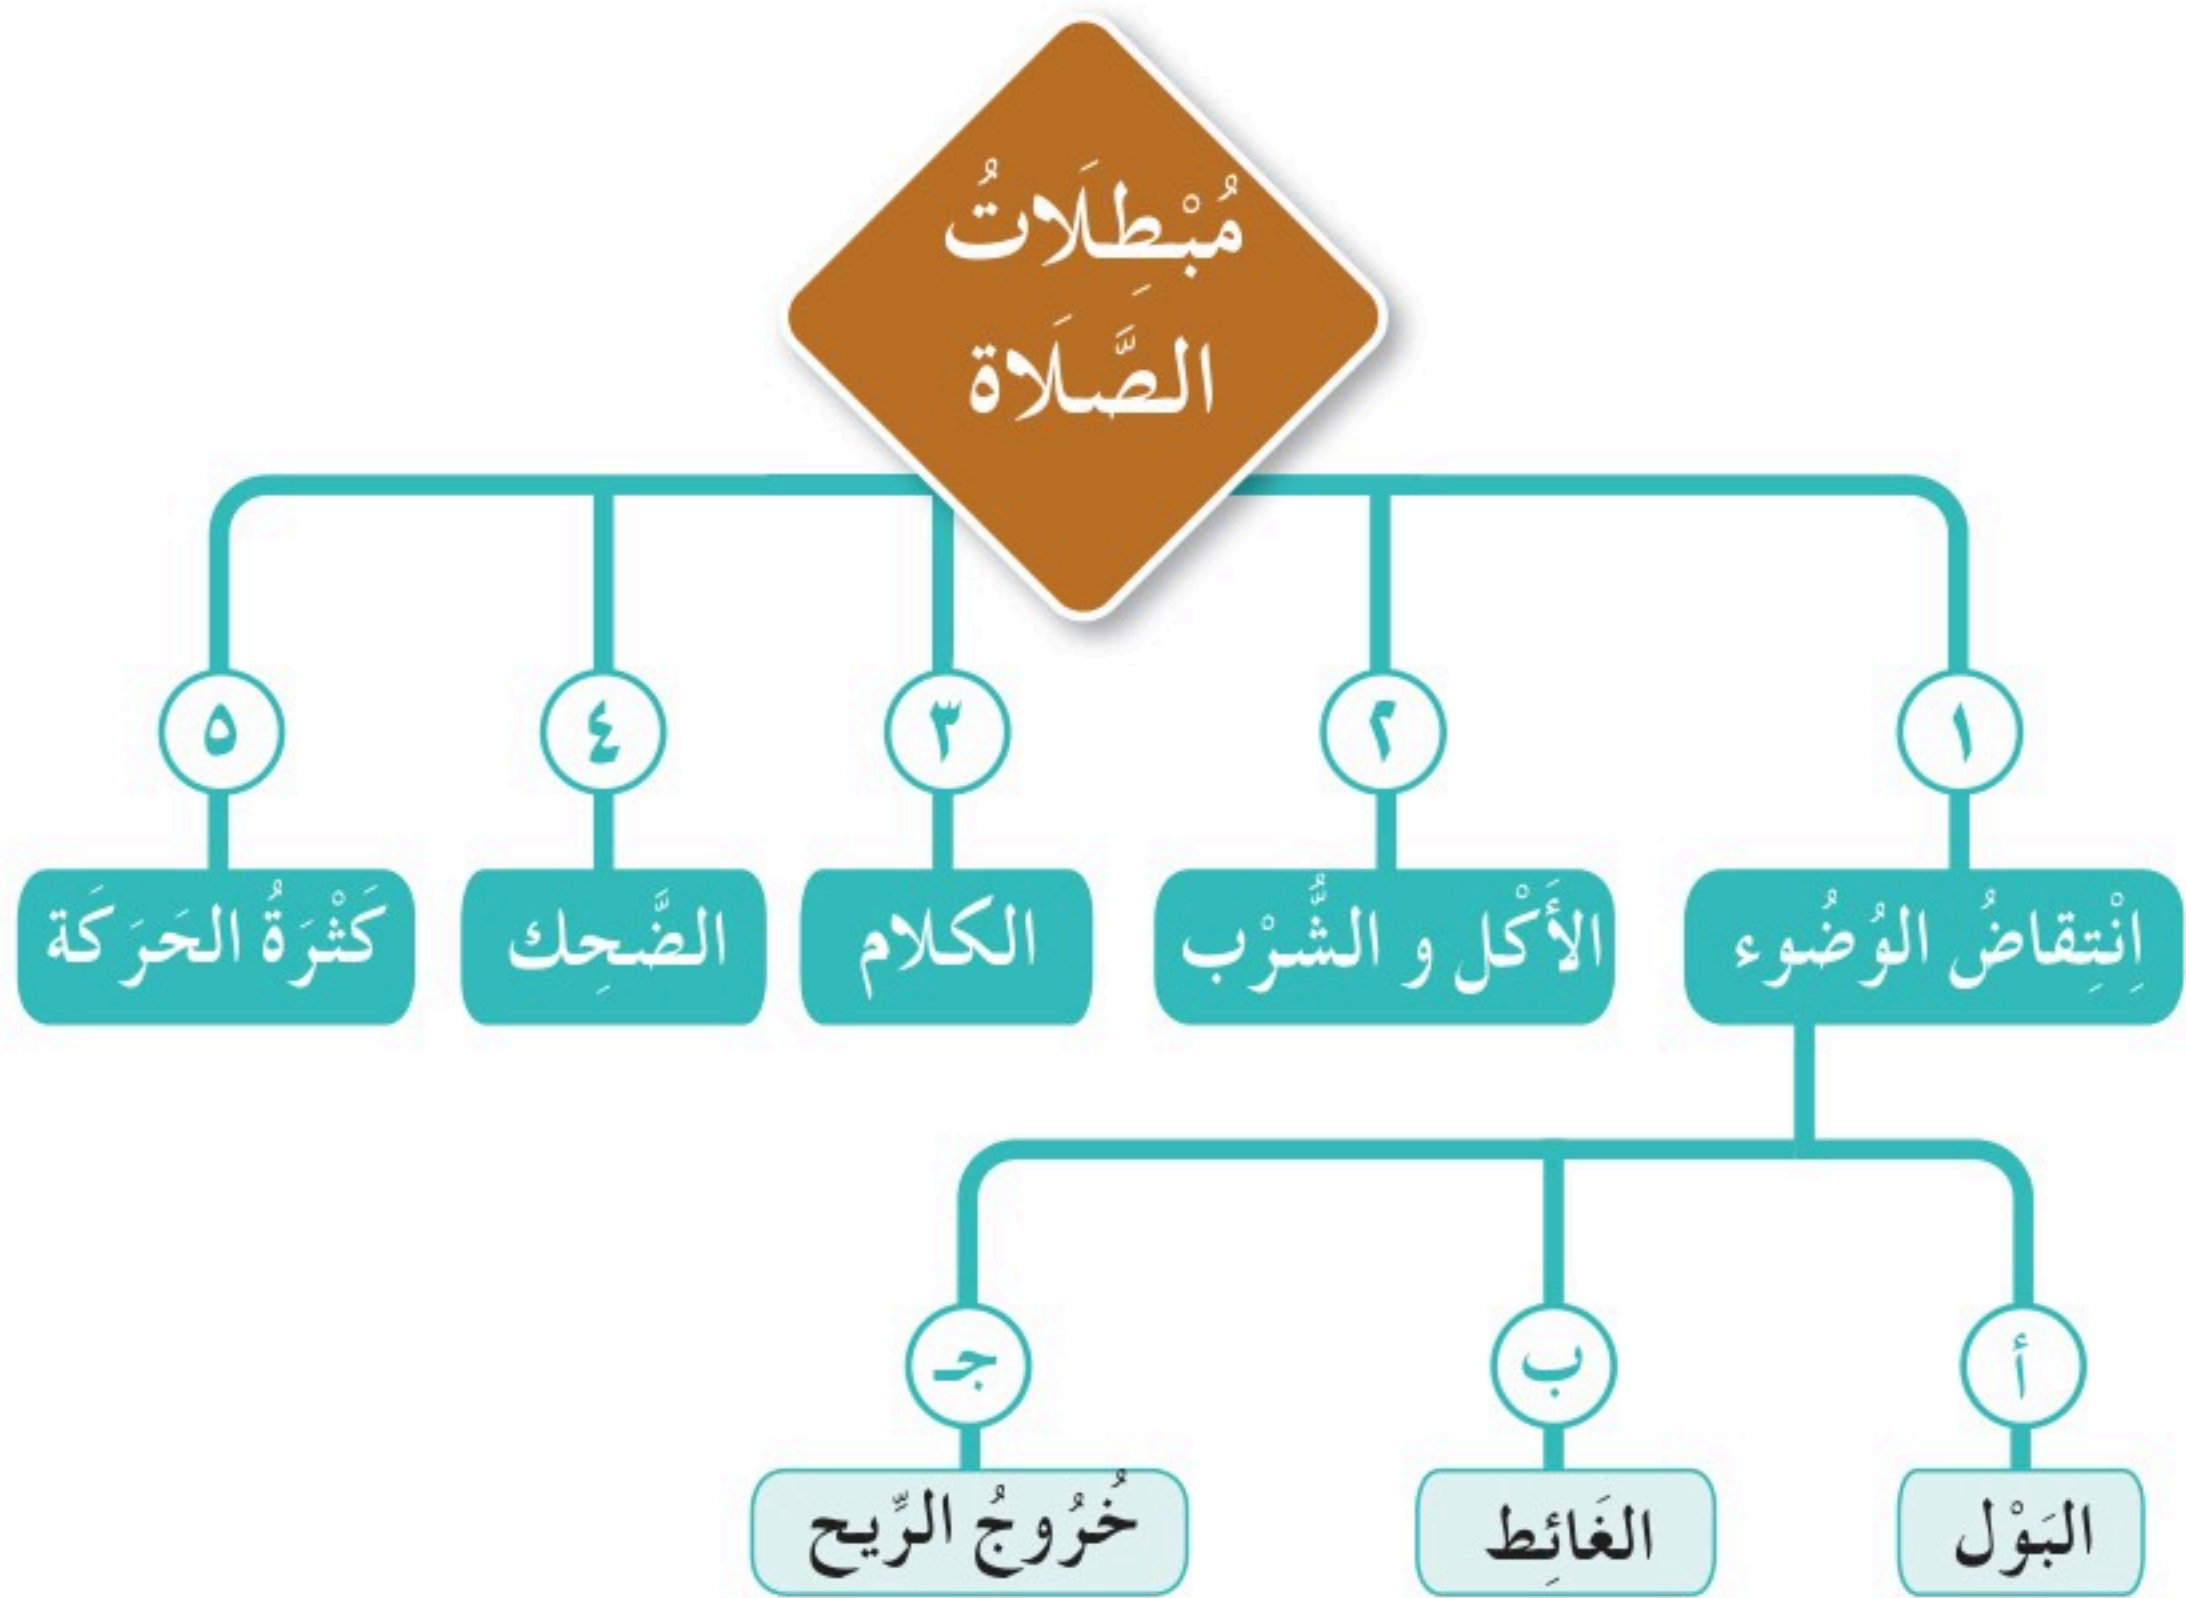 مُبْطِلَاتُ
الصَّلَاة
١
٢
٣
٤
٥
اِنْتِقاضُ الوُضُوء
الأَكْل و الشُّرْب
الكلام
الضَّحِك
كَثْرَةُ الحَرَكَة
أ
ب
جـ
البَوْل
الغَائِط
خُرُوجُ الرِّيح